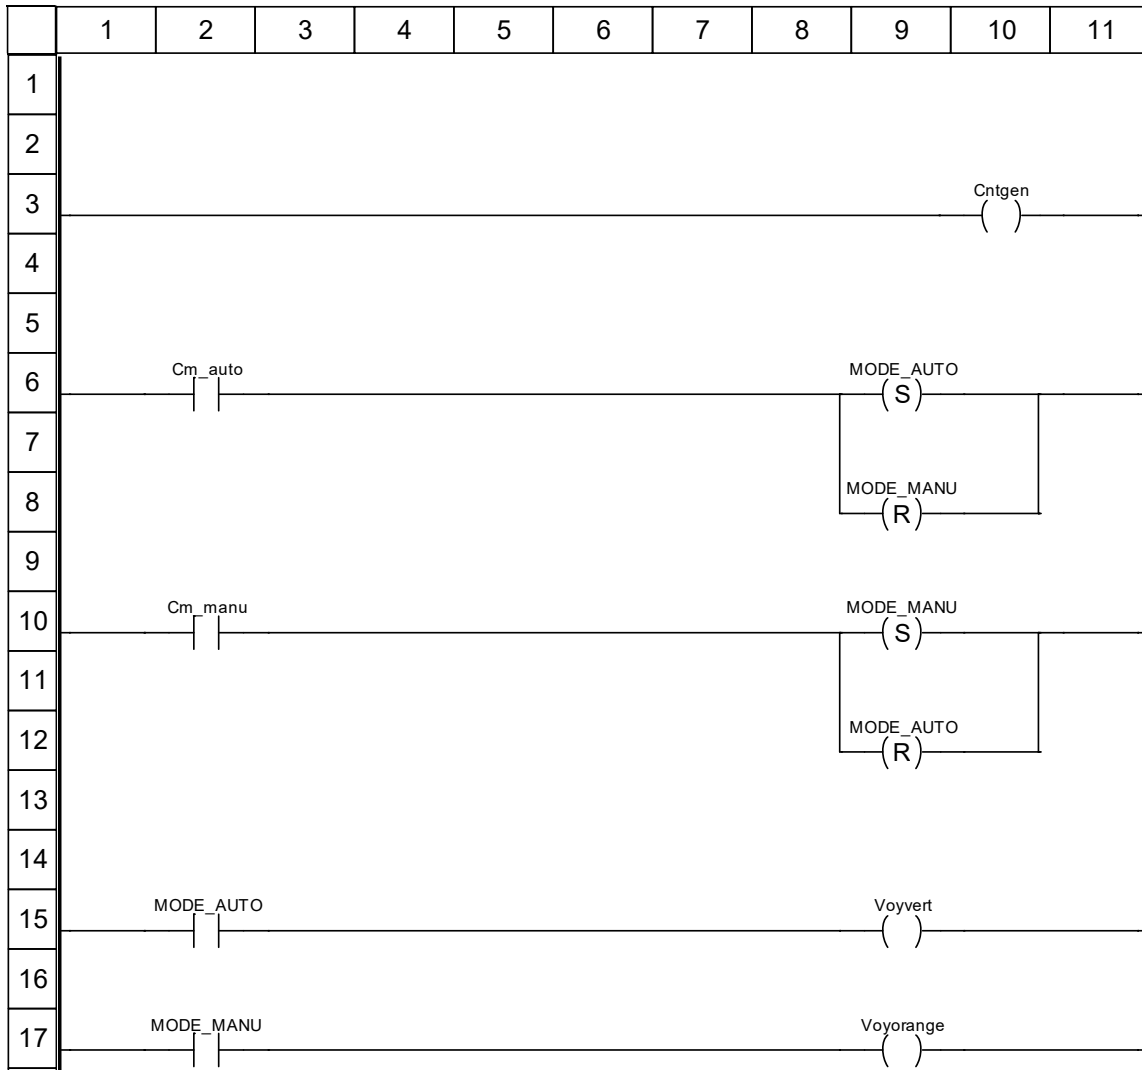 1 2 3 4 5 6 7 8 9 10 11
1
2
Cntgen
3
( )
4
5
Cm_auto MODE_AUTO
6
(S)
7
MODE_MANU
8
(R)
9
Cm_manu MODE_MANU
10
(S)
11
MODE_AUTO
12
(R)
13
14
MODE_AUTO Voyvert
15
( )
16
MODE_MANU Voyorange
17
( )